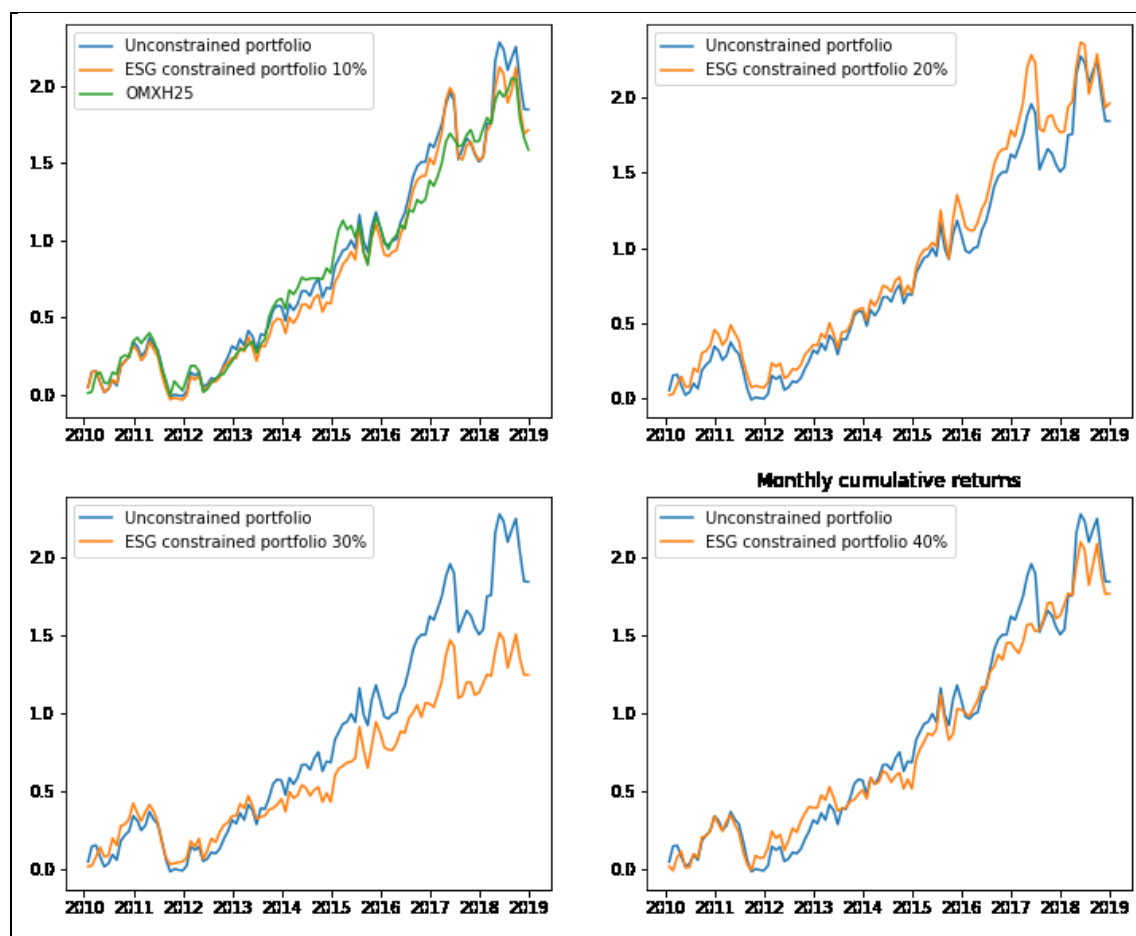 Unconstrained portfolio
ESG constrained portfolio 10%
OMXH25
2.0
1.5
1.0
0.5
0.0
2010 2011 2012 2013 2014 2015 2016 2017 2018 2019
Unconstrained portfolio
ESG constrained portfolio 20%
2.0
1.5
1.0
0.5
0.0
2010 2011 2012 2013 2014 2015 2016 2017 2018 2019
Unconstrained portfolio
ESG constrained portfolio 30%
2.0
1.5
1.0
0.5
0.0
2010 2011 2012 2013 2014 2015 2016 2017 2018 2019
Monthly cumulative returns
Unconstrained portfolio
ESG constrained portfolio 40%
2.0
1.5
1.0
0.5
0.0
2010 2011 2012 2013 2014 2015 2016 2017 2018 2019